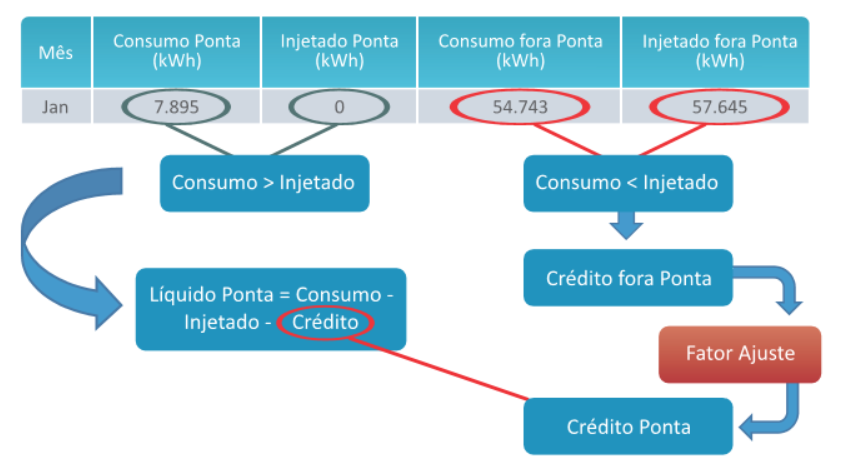 Mês
Consumo Ponta
(kWh)
Injetado Ponta
(kWh)
Consumo fora Ponta
(kWh)
Injetado fora Ponta
(kWh)
Jan
7.895
0
54.743
57.645
Consumo > Injetado
Consumo < Injetado
Líquido Ponta = Consumo -
Injetado - Crédito
Crédito fora Ponta
Fator Ajuste
Crédito Ponta